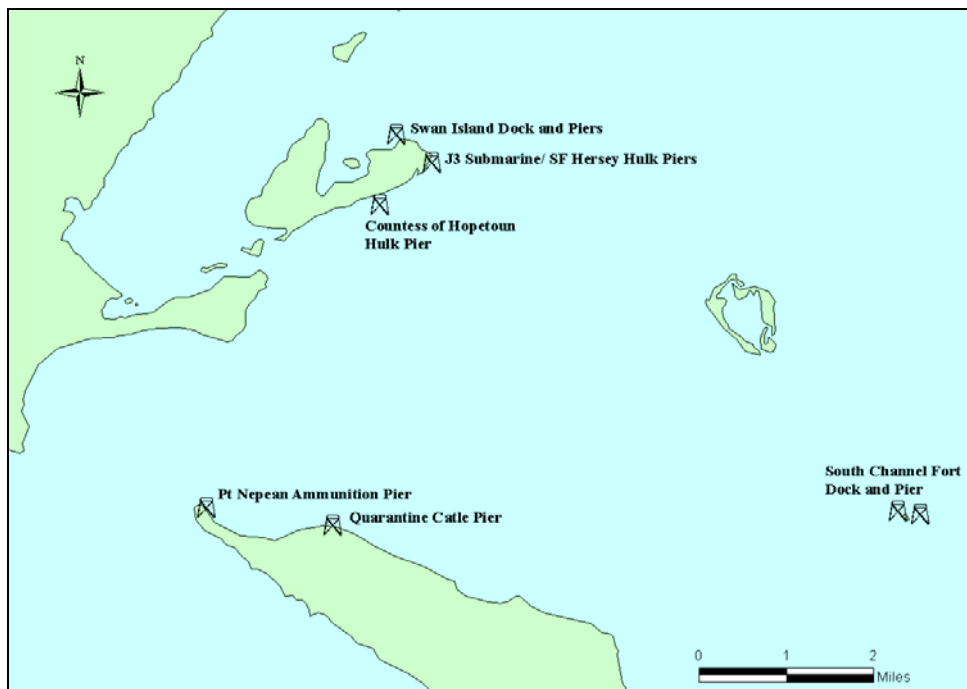 N
Swan Island Dock and Piers
J3 Submarine/ SF Hersey Hulk Piers
Countess of Hopetoun
Hulk Pier
South Channel Fort
Dock and Pier
Pt Nepean Ammunition Pier
Quarantine Catle Pier
0 1 2
Miles